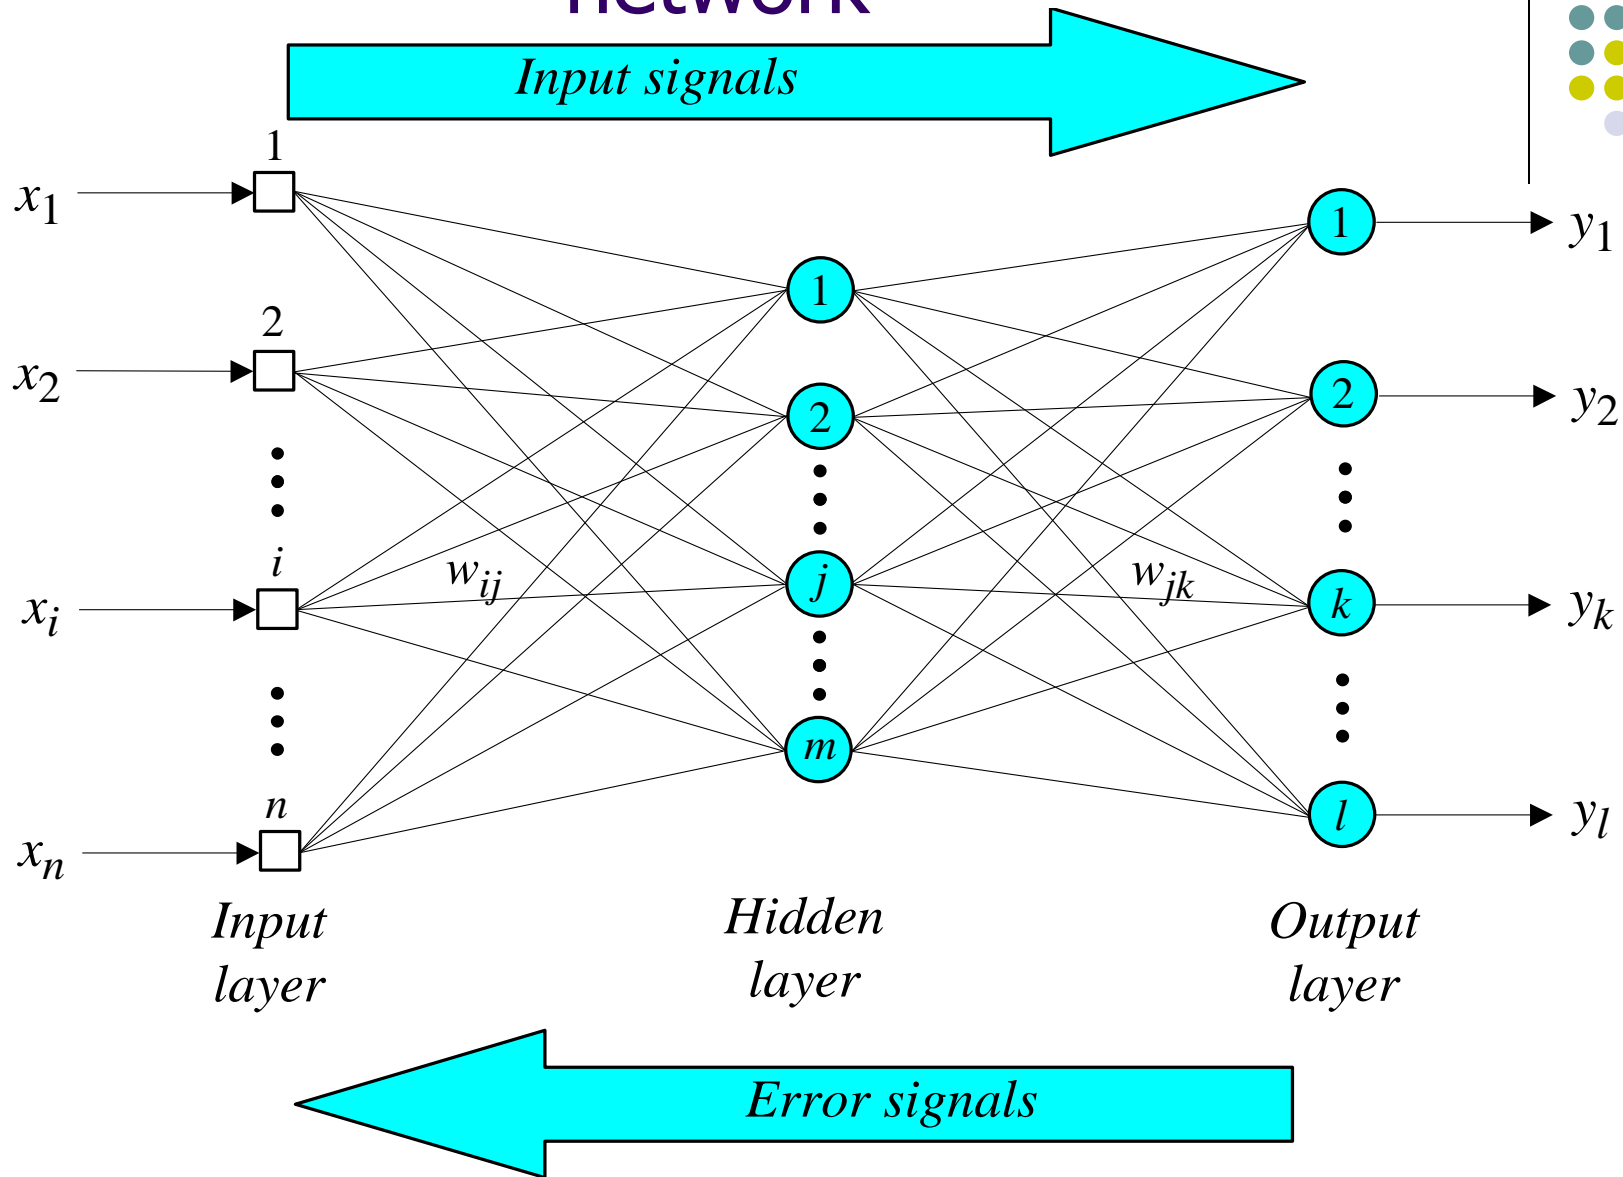 network
Input signals
1
x1
1
y1
1
2
x2
2
y2
2
i
xi
wij
j
wjk
k
yk
m
n
xn
l
yl
Input
layer
Hidden
layer
Output
layer
Error signals